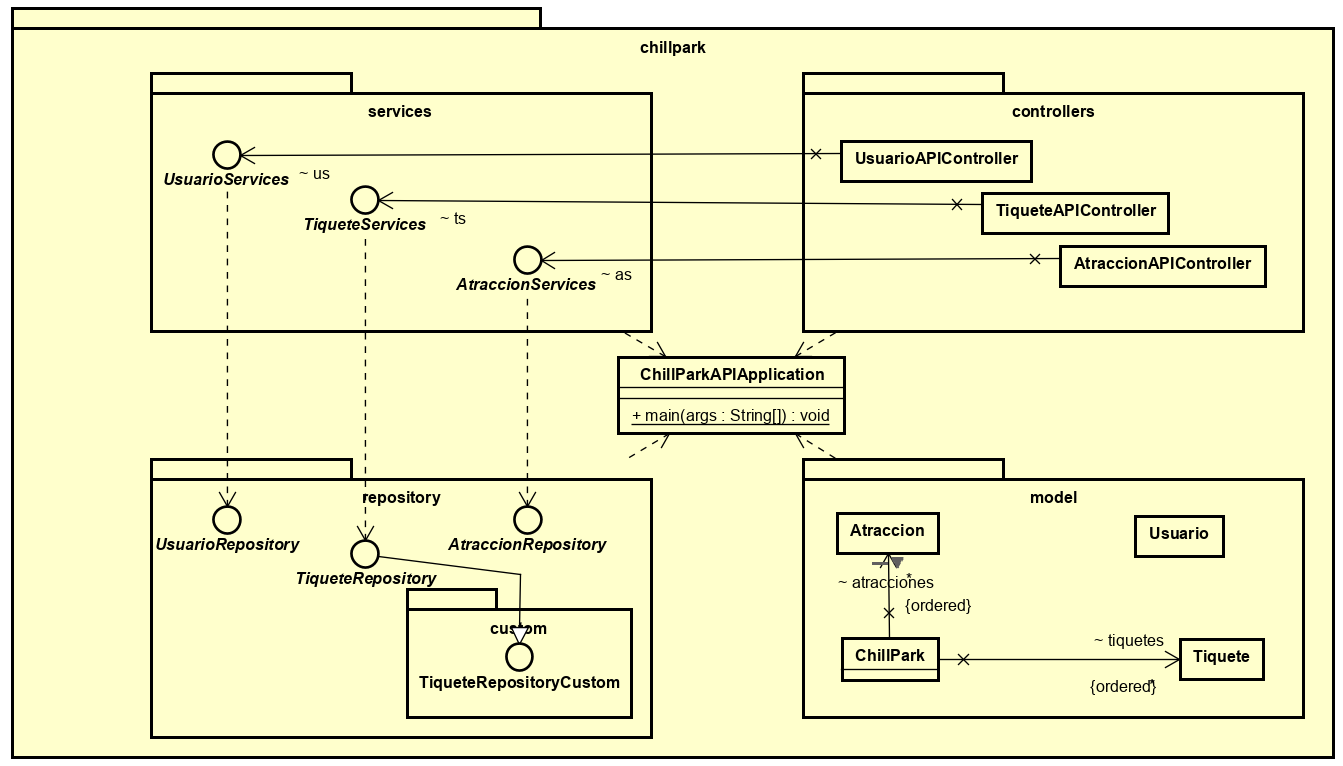 chillpark
services
UsuarioServices
~ us
TiqueteServices
~ ts
AtraccionServices
~ as
controllers
UsuarioAPIController
TiqueteAPIController
AtraccionAPIController
ChillParkAPIApplication
+ main(args : String[]) : void
repository
UsuarioRepository
TiqueteRepository
AtraccionRepository
custom
TiqueteRepositoryCustom
model
Atraccion
Usuario
~ atracciones
*
{ordered}
ChillPark
~ tiquetes
Tiquete
{ordered}
*